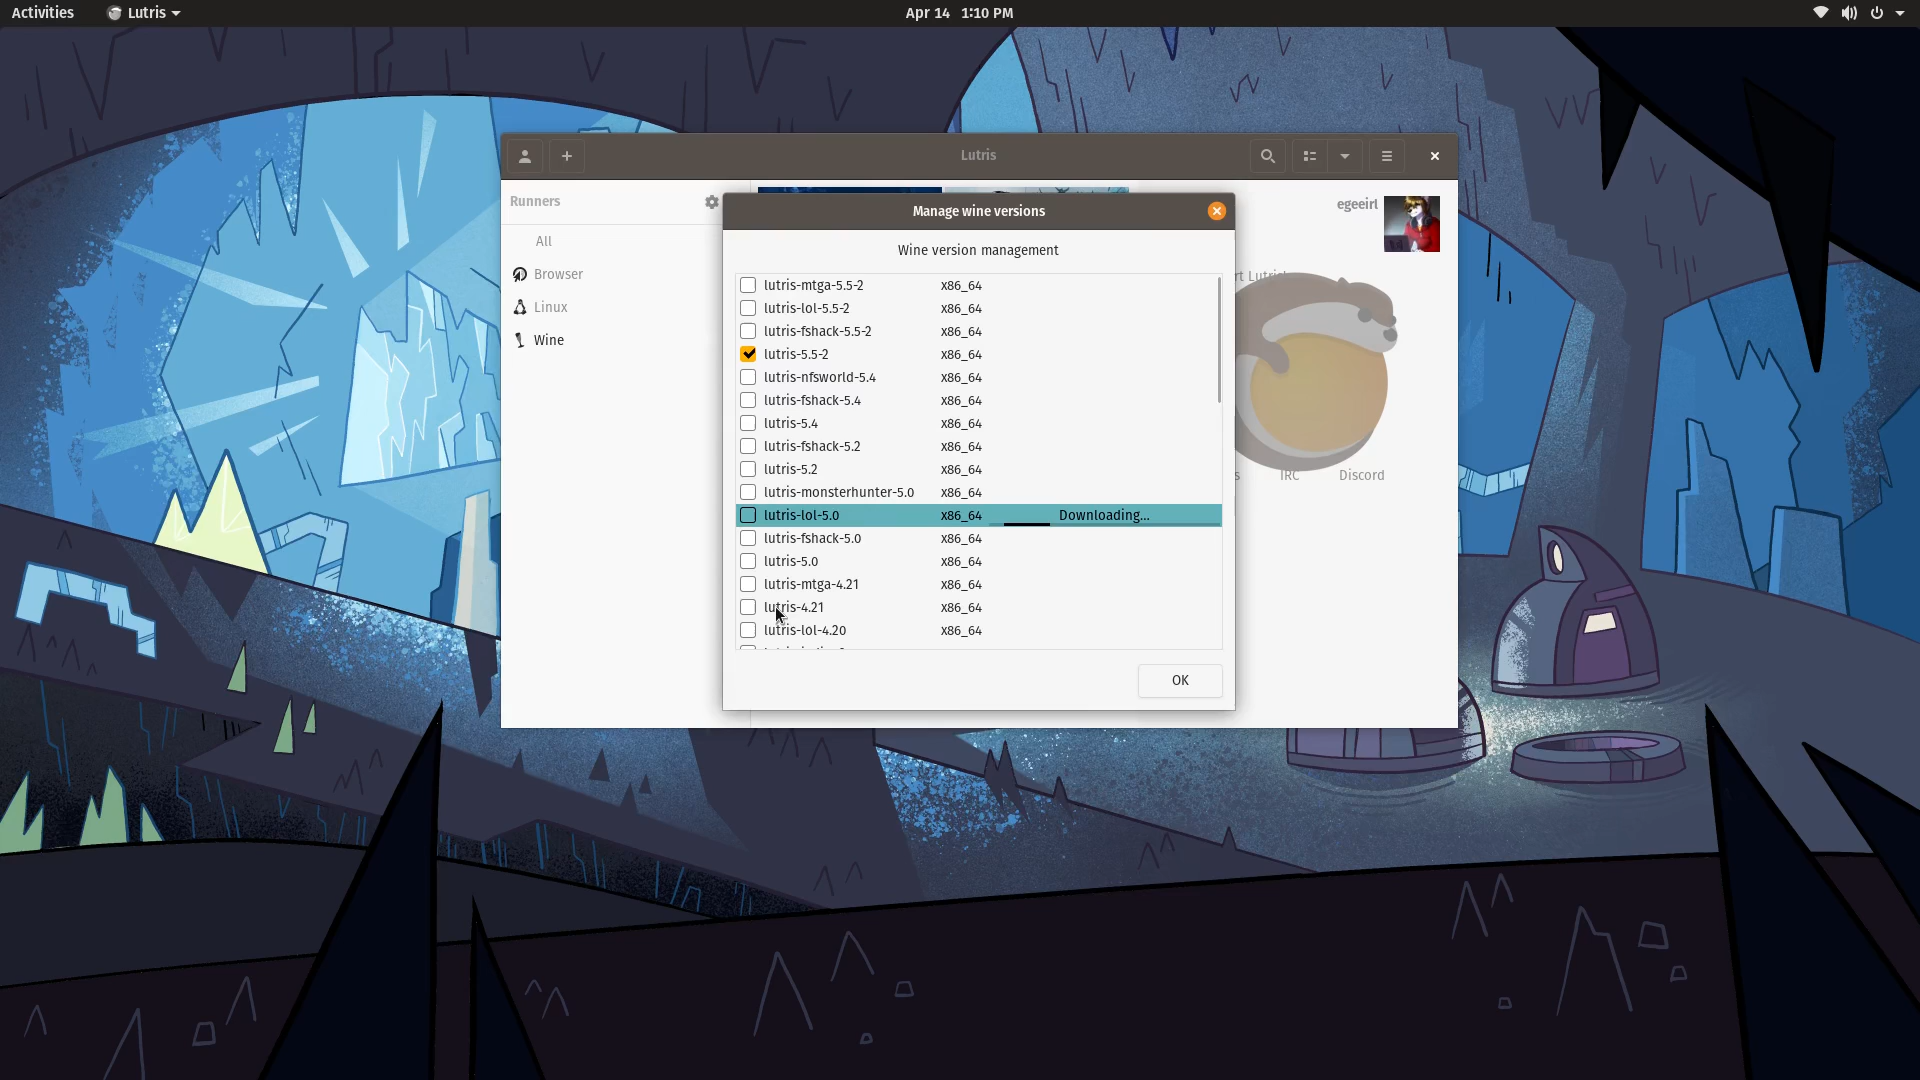 Activities Lutris Apr 14 1:10 PM
Lutris
Runners
All
Browser
Linux
Wine
egeeirl
IRC Discord
Manage wine versions
Wine version management
lutris-mtga-5.5-2 x86_64
lutris-lol-5.5-2 x86_64
lutris-fshack-5.5-2 x86_64
lutris-5.5-2 x86_64
lutris-nfsworld-5.4 x86_64
lutris-fshack-5.4 x86_64
lutris-5.4 x86_64
lutris-fshack-5.2 x86_64
lutris-5.2 x86_64
lutris-monsterhunter-5.0 x86_64
lutris-lol-5.0 x86_64 Downloading...
lutris-fshack-5.0 x86_64
lutris-5.0 x86_64
lutris-mtga-4.21 x86_64
lutris-4.21 x86_64
lutris-lol-4.20 x86_64
OK